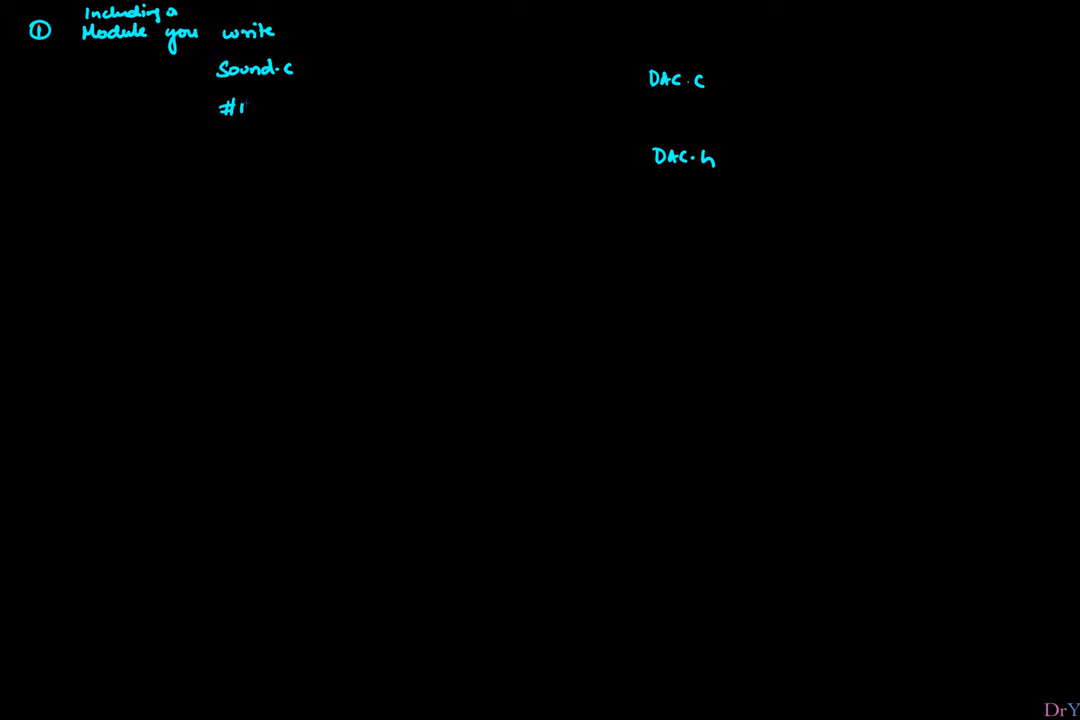 Including a
① Module you write
Sound.c
#i
DAC.c
DAC.h
DrY